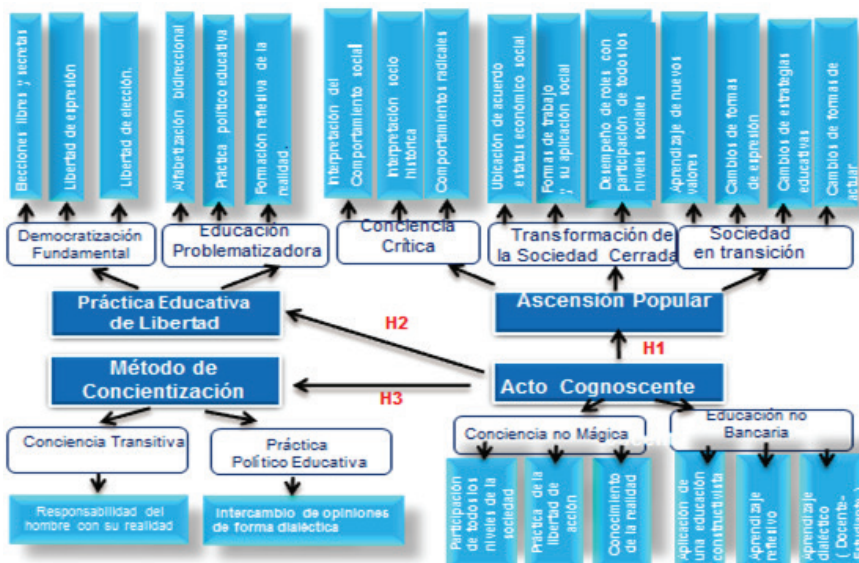 Elecciones libres y secretas
Libertad de espresión
Libertad de elección.
Alfabetización bidireccional
Práctica político educativa
Formación reflexiva de la
realidad.
Interpretación del
Comportamiento social
Interpretación socio
histórica
Comportamientos radicales
Ubicación de acuerdo
estatus económico social
Formas de trabajo
y su aplicación social
Desempeño de roles con
participación de todos los
niveles sociales
Aprendizaje de nuevos
valores
Cambios de formas
de expresión
Cambios de estrategias
educativas
Cambios de formas de
actuar
Democratización
Fundamental
Educación
Problematizadora
Conciencia
Crítica
Transformación de
la Sociedad Cerrada
Sociedad
en transición
Práctica Educativa
de Libertad
Ascensión Popular
H2
H1
Método de
Concientización
H3
Acto Cognoscente
Conciencia Transitiva
Práctica
Político Educativa
Conciencia no Mágica
Educación no
Bancaria
Responsabilidad del
hombre con su realidad
Intercambio de opiniones
de forma dialéctica
Participación
de todos los
niveles de la
sociedad
Práctica de la
libertad de
acción
Conocimiento
de la realidad
Aplicación de
una educación
constructivista
Aprendizaje
reflexivo
Aprendizaje
dialéctico
( Docente-